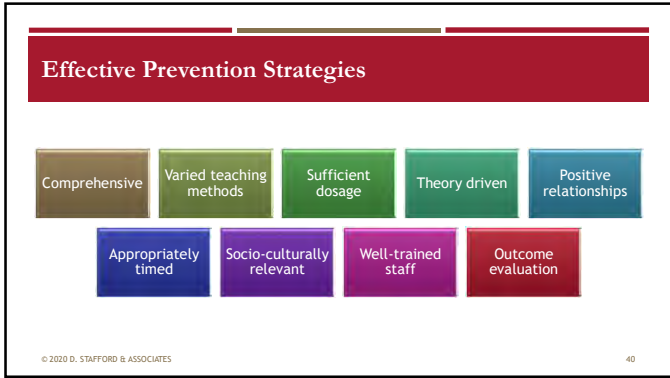 Effective Prevention Strategies
Comprehensive
Varied teaching
methods
Sufficient
dosage
Theory driven
Positive
relationships
Appropriately
timed
Socio-culturally
relevant
Well-trained
staff
Outcome
evaluation
© 2020 D. STAFFORD & ASSOCIATES
40